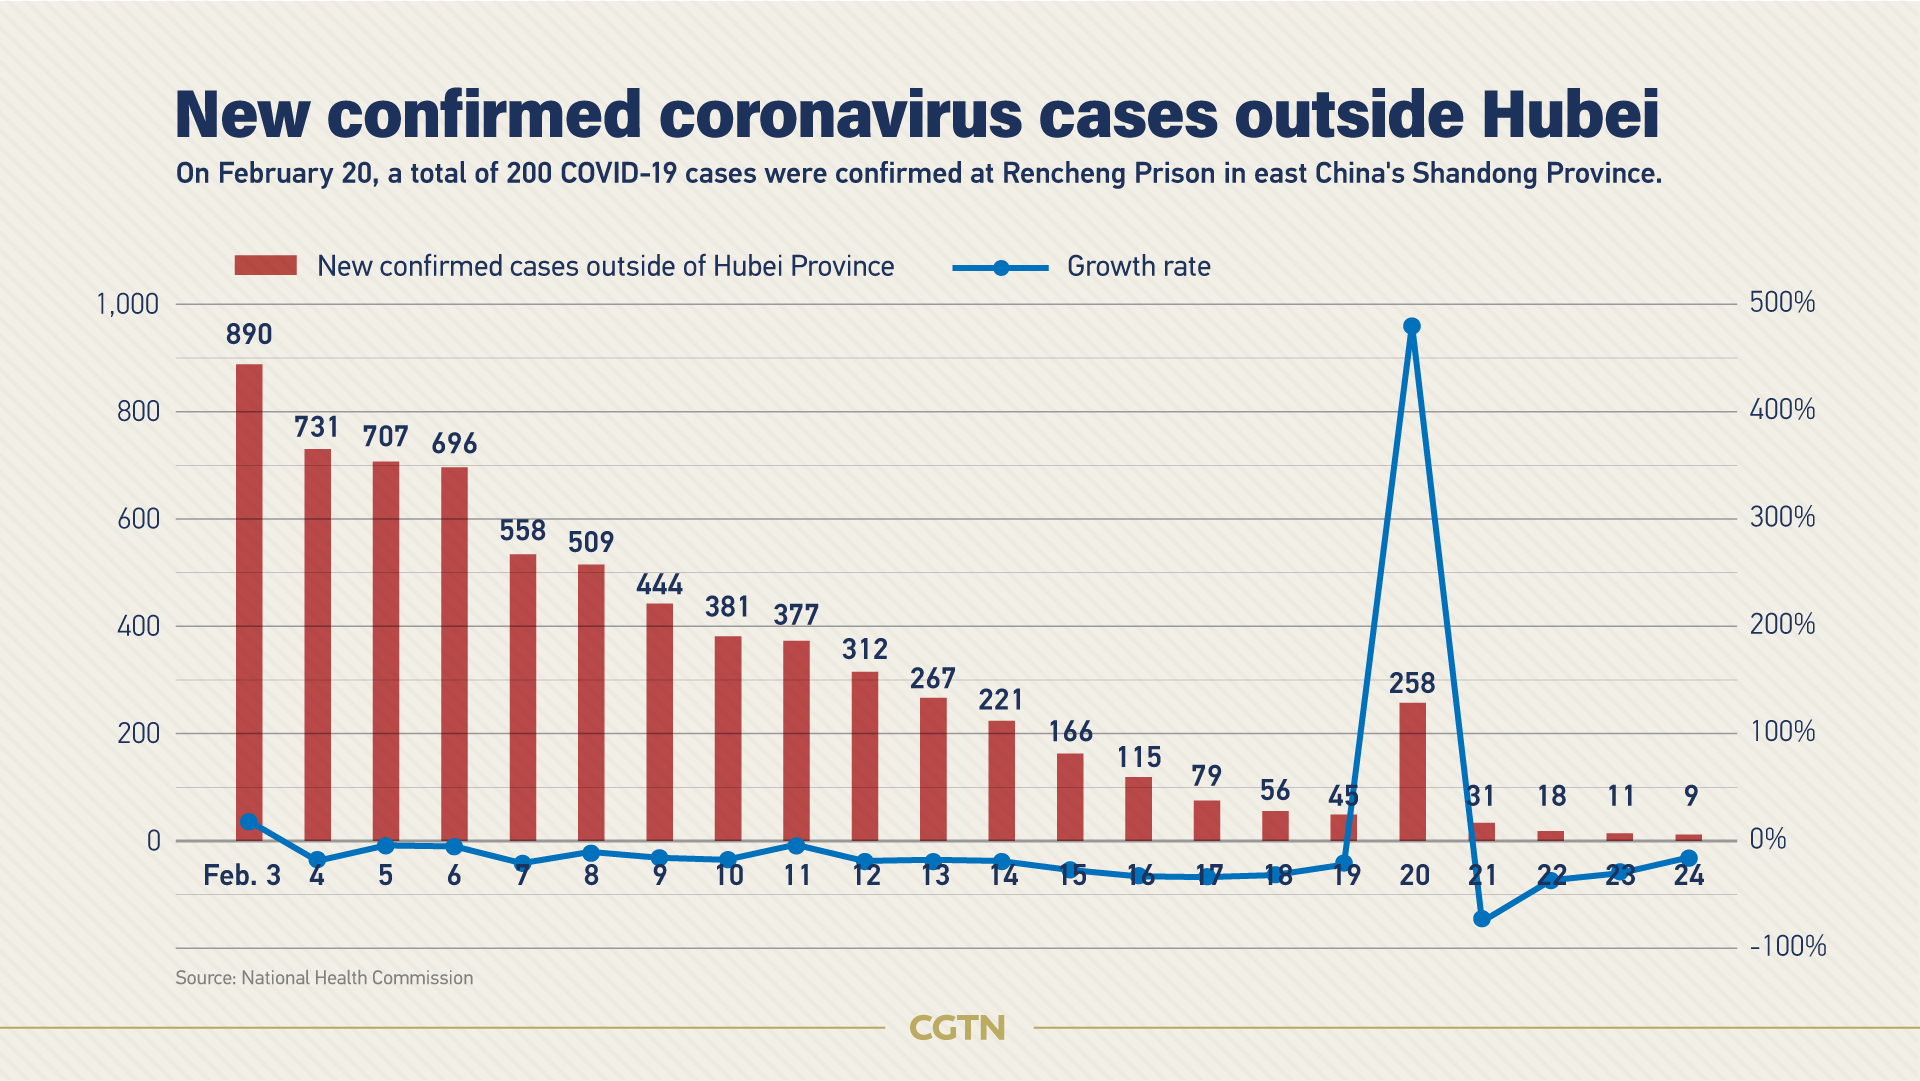 New confirmed coronavirus cases outside Hubei
On February 20, a total of 200 COVID-19 cases were confirmed at Rencheng Prison in east China's Shandong Province.
New confirmed cases outside of Hubei Province Growth rate
1,000 500%
890
800 400%
731 707 696
600 300%
558 509
444 381 377
400 200%
312 267 221
258
200 100%
166 115 79 56 45 31 18 11 9
0 0%
Feb. 3 4 5 6 7 8 9 10 11 12 13 14 15 16 17 18 19 20 21 22 23 24
-100%
Source: National Health Commission
CGTN